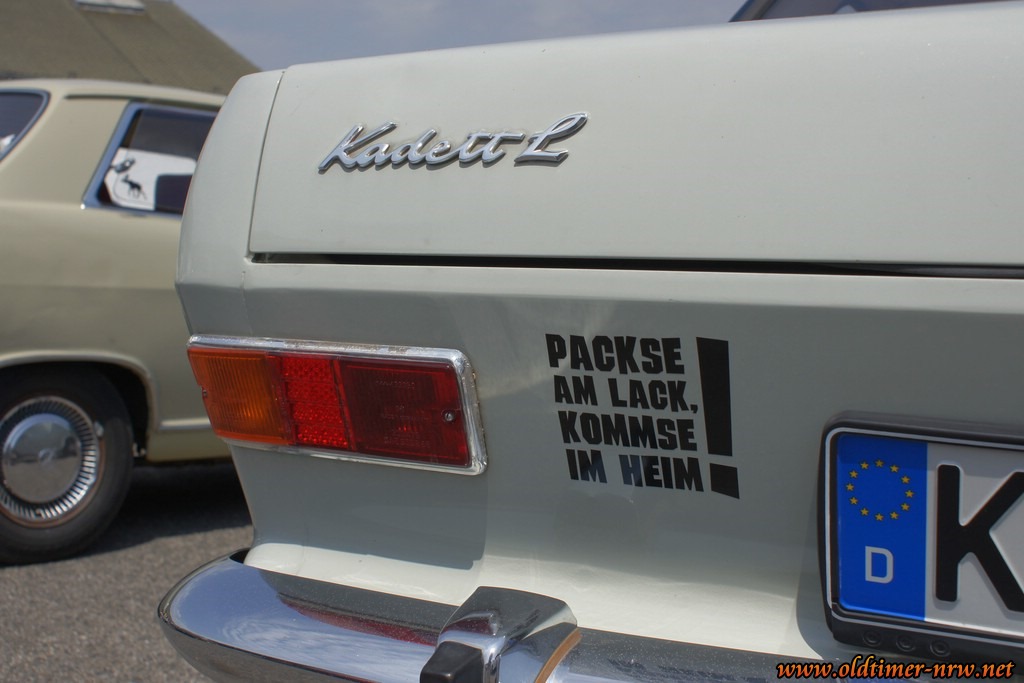 Kadett L
PACKSE
AM LACK,
KOMMSE
IM HEIM!
D
K
www.oldtimer-nrw.net